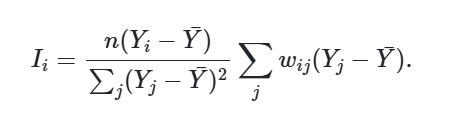 I_i = \frac{n(Y_i - \bar{Y})}{\sum_j (Y_j - \bar{Y})^2} \sum_j w_{ij}(Y_j - \bar{Y}).